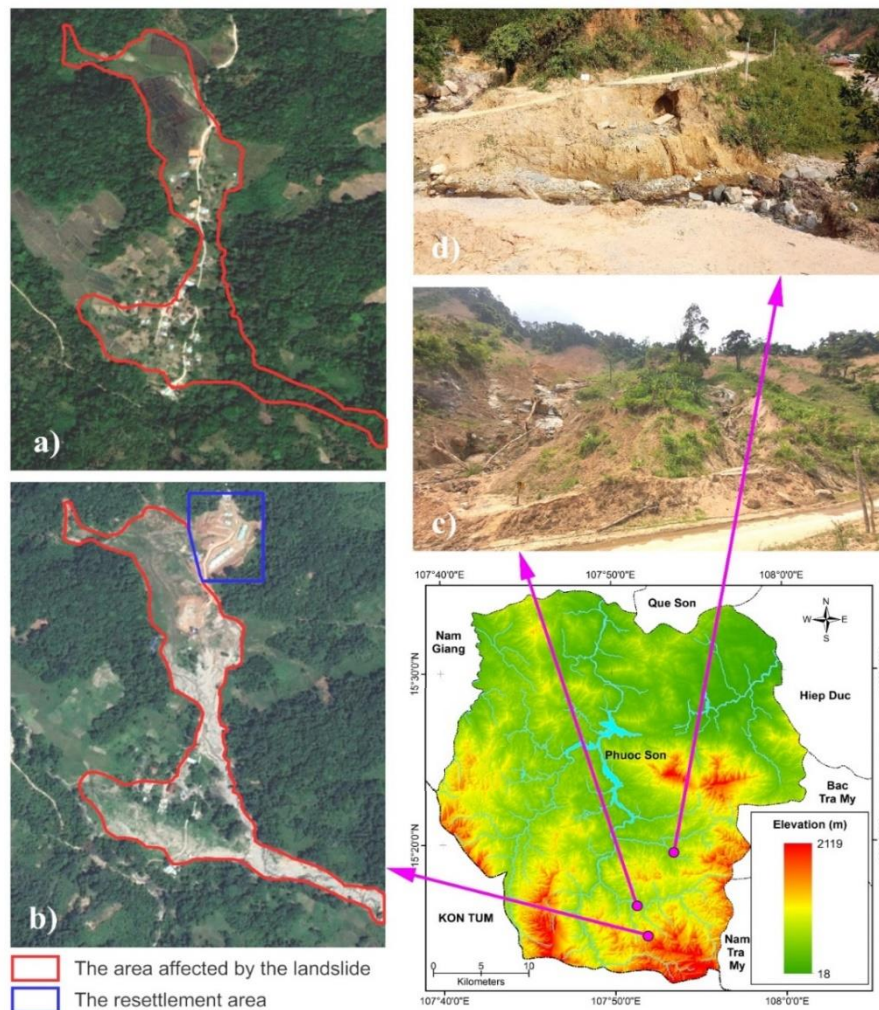 a)
b)
The area affected by the landslide
The resettlement area
d)
c)
107°40'0"E
107°50'0"E
108°0'0"E
Que Son
N
W
E
S
Nam
Giang
15°30'0"N
Hiep Duc
Phuoc Son
Bac
Tra My
15°20'0"N
Elevation (m)
2119
18
KON TUM
Nam
Tra
My
0
10
Kilometers
107°40'0"E
107°50'0"E
108°0'0"E